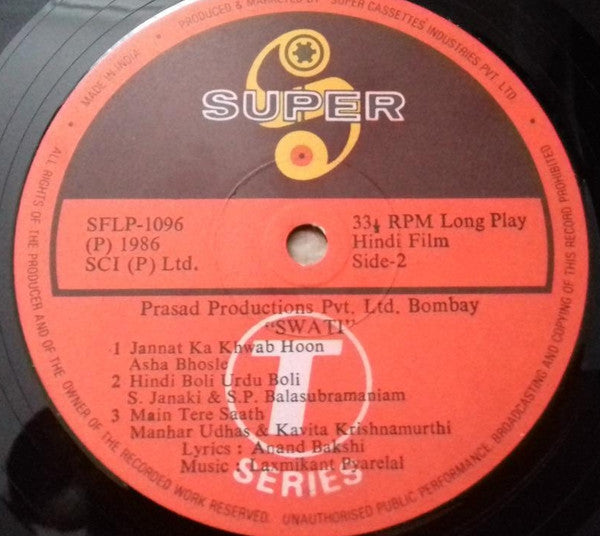 PRODUCED & MARKETED BY SUPER CASSETTES INDUSTRIES PVT. LTD.
MADE IN INDIA
SUPER
SFLP-1096
(P) 1986
SCI (P) Ltd.
33⅓ RPM Long Play
Hindi Film
Side-2
Prasad Productions Pvt. Ltd. Bombay
"SWATI"
1 Jannat Ka Khwab Hoon
Asha Bhosle
2 Hindi Boli Urdu Boli
S. Janaki & S.P. Balasubramaniam
3 Main Tere Saath
Manhar Udhas & Kavita Krishnamurthi
Lyrics : Anand Bakshi
Music : Laxmikant Pyarelal
T
SERIES
ALL RIGHTS OF THE PRODUCER AND OF THE OWNER OF THE RECORDED WORK RESERVED. UNAUTHORISED PUBLIC PERFORMANCE, BROADCASTING AND COPYING OF THIS RECORD PROHIBITED